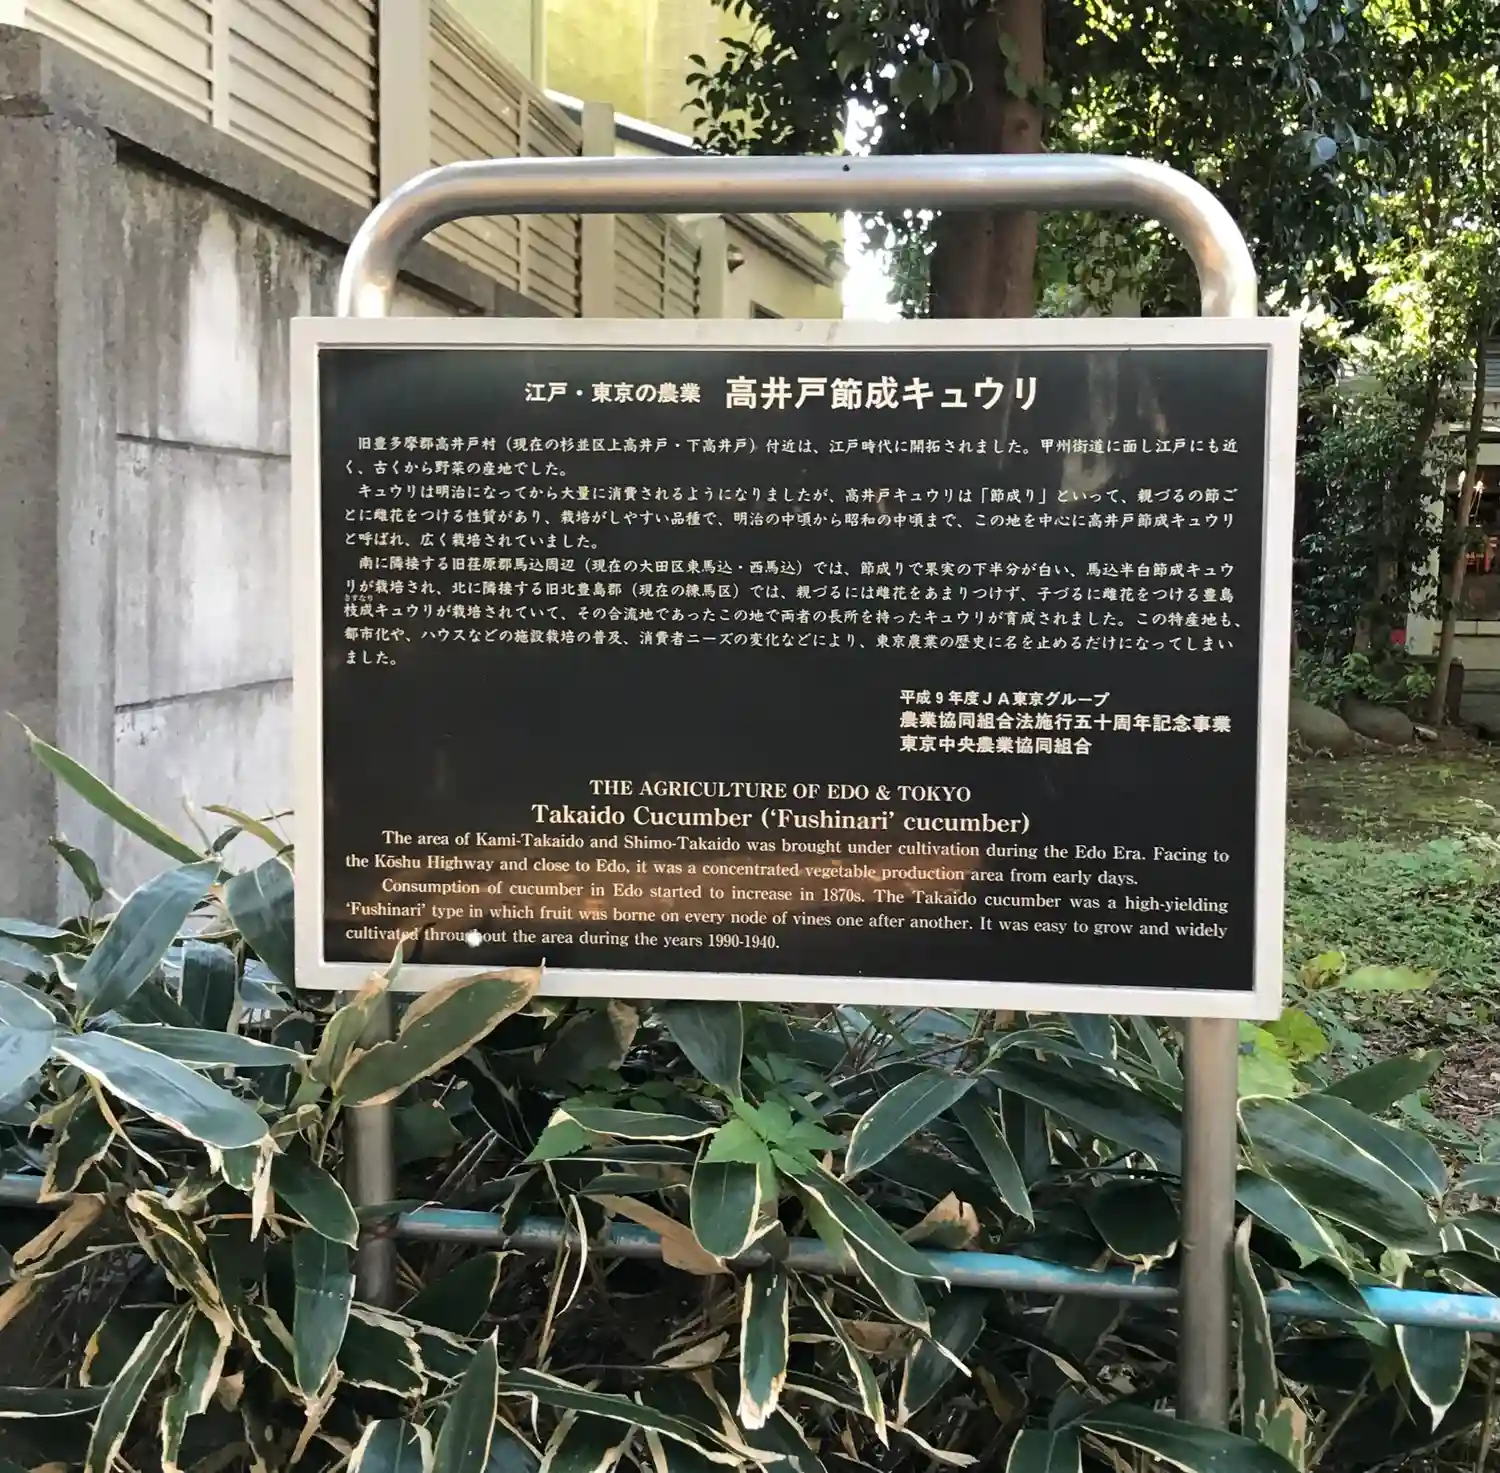 江戸・東京の農業 高井戸節成キュウリ
旧豊多摩郡高井戸村（現在の杉並区上高井戸・下高井戸）付近は、江戸時代に開拓されました。甲州街道に面し江戸にも近
く、古くから野菜の産地でした。
キュウリは明治になってから大量に消費されるようになりましたが、高井戸キュウリは「節成り」といって、親づるの節ご
とに雌花をつける性質があり、栽培がしやすい品種で、明治の中頃から昭和の中頃まで、この地を中心に高井戸節成キュウリ
と呼ばれ、広く栽培されていました。
南に隣接する旧荏原郡馬込周辺（現在の大田区東馬込・西馬込）では、節成りで果実の下半分が白い、馬込半白節成キュウ
リが栽培され、北に隣接する旧北豊島郡（現在の練馬区）では、親づるには雌花をあまりつけず、子づるに雌花をつける豊島
さすなり
枝成キュウリが栽培されていて、その合流地であったこの地で両者の長所を持ったキュウリが育成されました。この特産地も、
都市化や、ハウスなどの施設栽培の普及、消費者ニーズの変化などにより、東京農業の歴史に名を止めるだけになってしまい
ました。
平成９年度ＪＡ東京グループ
農業協同組合法施行五十周年記念事業
東京中央農業協同組合
THE AGRICULTURE OF EDO & TOKYO
Takaido Cucumber (‘Fushinari’ cucumber)
The area of Kami-Takaido and Shimo-Takaido was brought under cultivation during the Edo Era. Facing to
the Kōshu Highway and close to Edo, it was a concentrated vegetable production area from early days.
Consumption of cucumber in Edo started to increase in 1870s. The Takaido cucumber was a high-yielding
‘Fushinari’ type in which fruit was borne on every node of vines one after another. It was easy to grow and widely
cultivated throughout the area during the years 1990-1940.